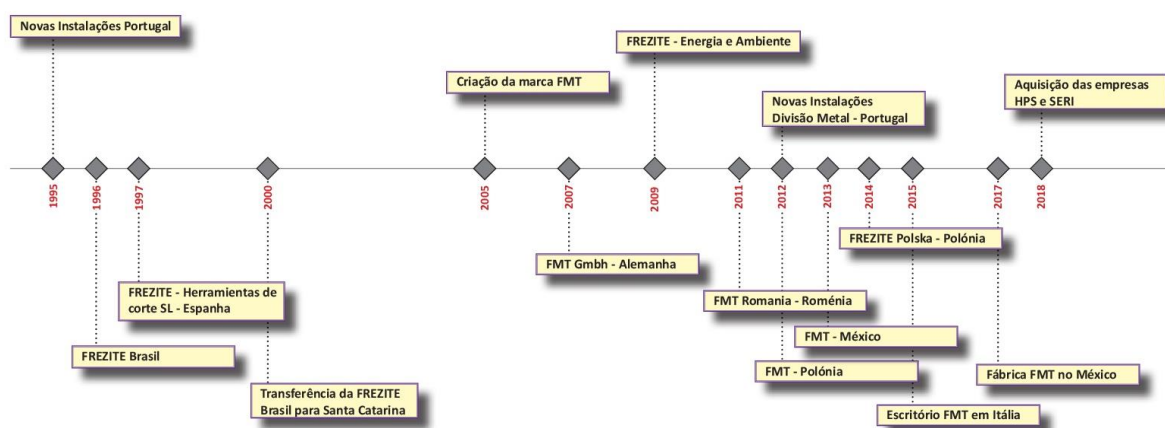 Novas Instalações Portugal
FREZITE - Energia e Ambiente
Criação da marca FMT
Aquisição das empresas
HPS e SERI
Novas Instalações
Divisão Metal - Portugal
1995
1996
1997
2000
2005
2007
2009
2011
2012
2013
2014
2015
2017
2018
FREZITE Polska - Polónia
FMT Gmbh - Alemanha
FREZITE - Herramientas de
corte SL - Espanha
FMT Romania - Roménia
FMT - México
FREZITE Brasil
FMT - Polónia
Fábrica FMT no México
Transferência da FREZITE
Brasil para Santa Catarina
Escritório FMT em Itália